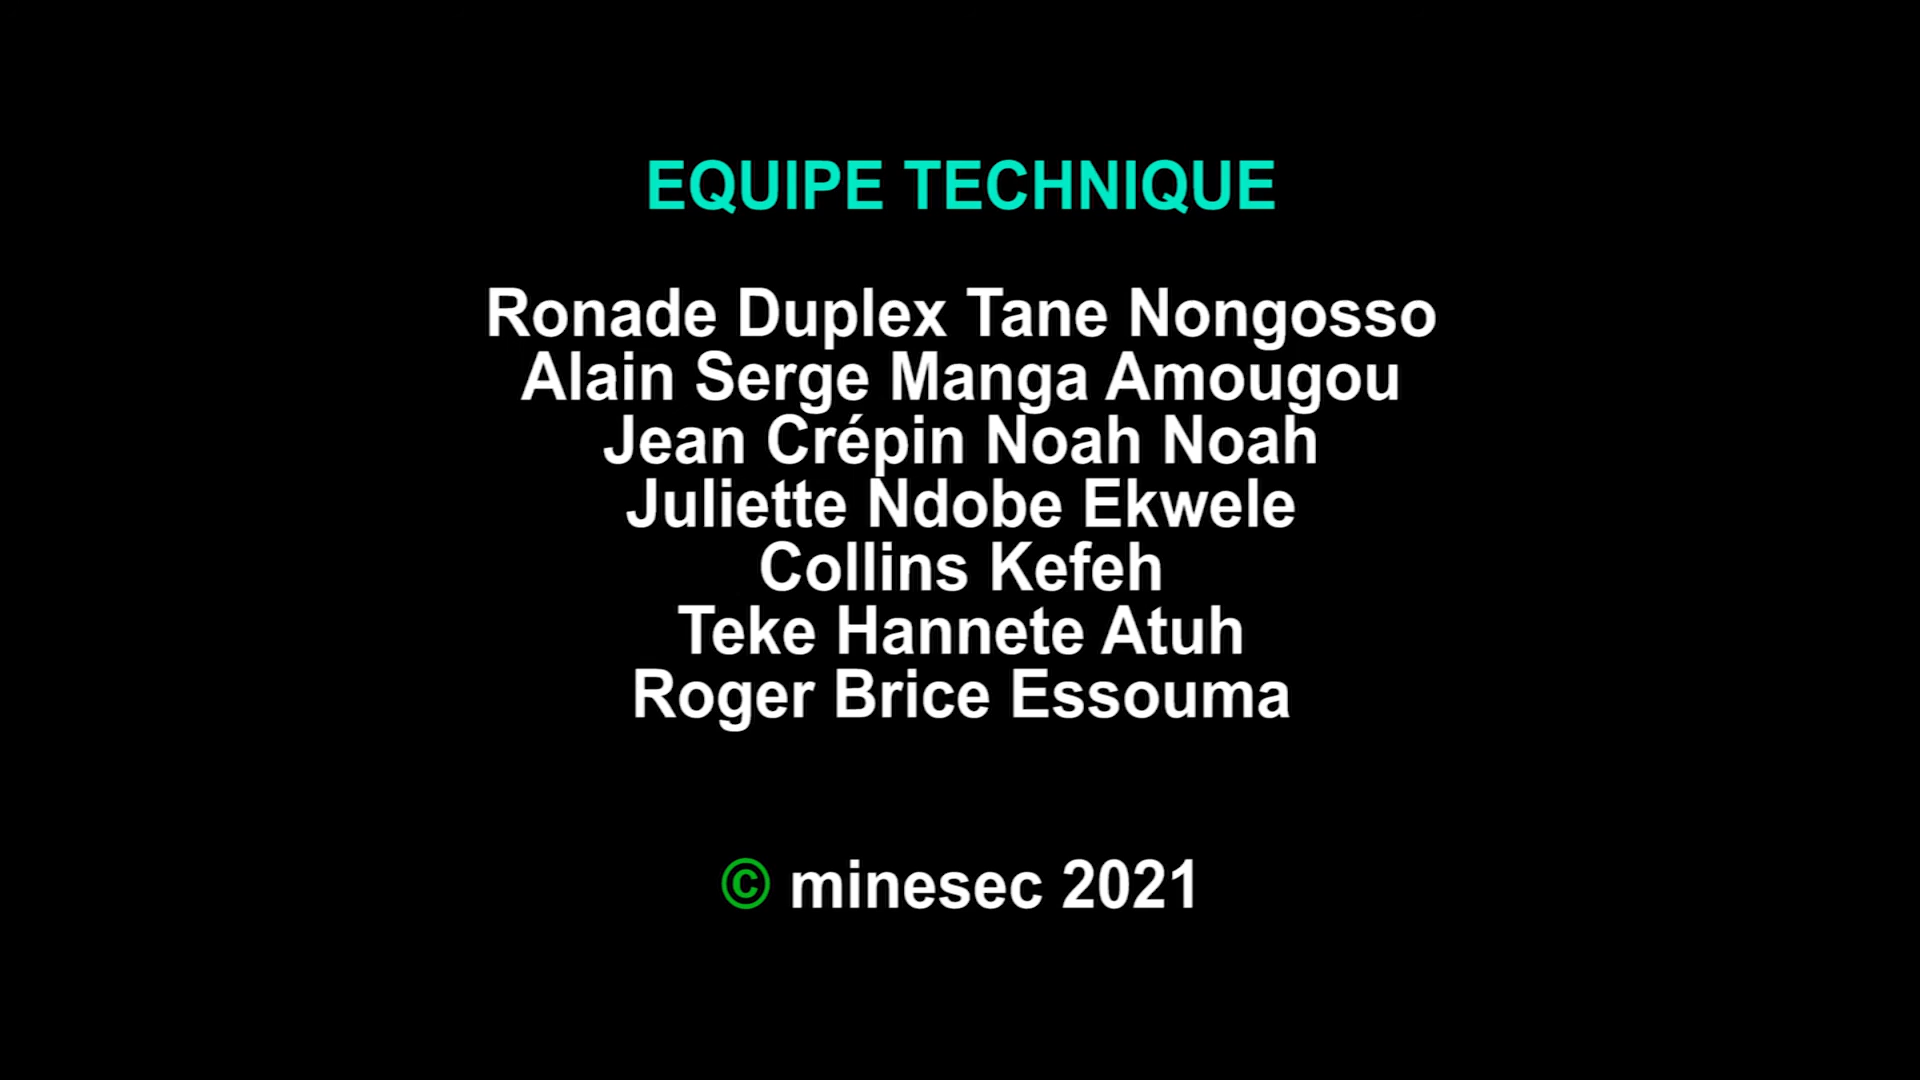 EQUIPE TECHNIQUE
Ronade Duplex Tane Nongosso
Alain Serge Manga Amougou
Jean Crépin Noah Noah
Juliette Ndobe Ekwele
Collins Kefeh
Teke Hannete Atuh
Roger Brice Essouma
© minesec 2021